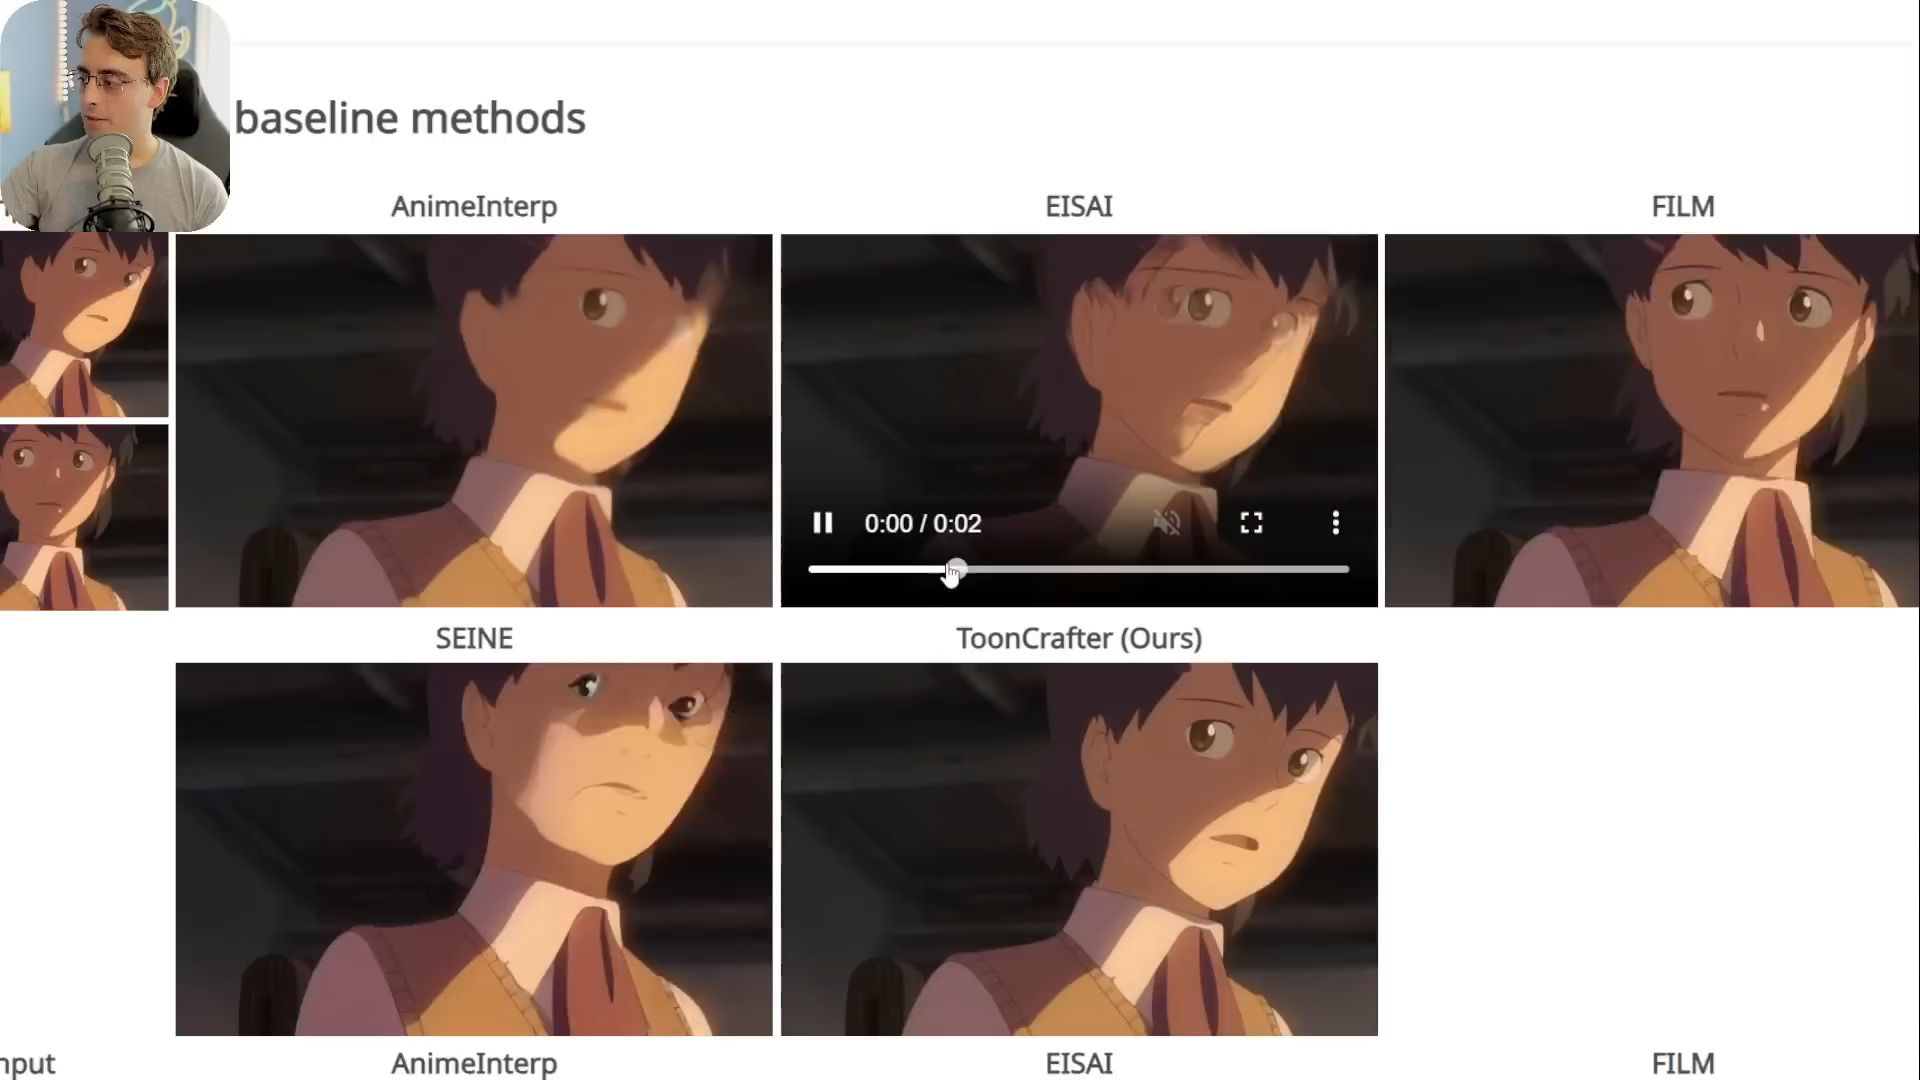 baseline methods
AnimeInterp
EISAI
FILM
0:00 / 0:02
SEINE
ToonCrafter (Ours)
nput
AnimeInterp
EISAI
FILM